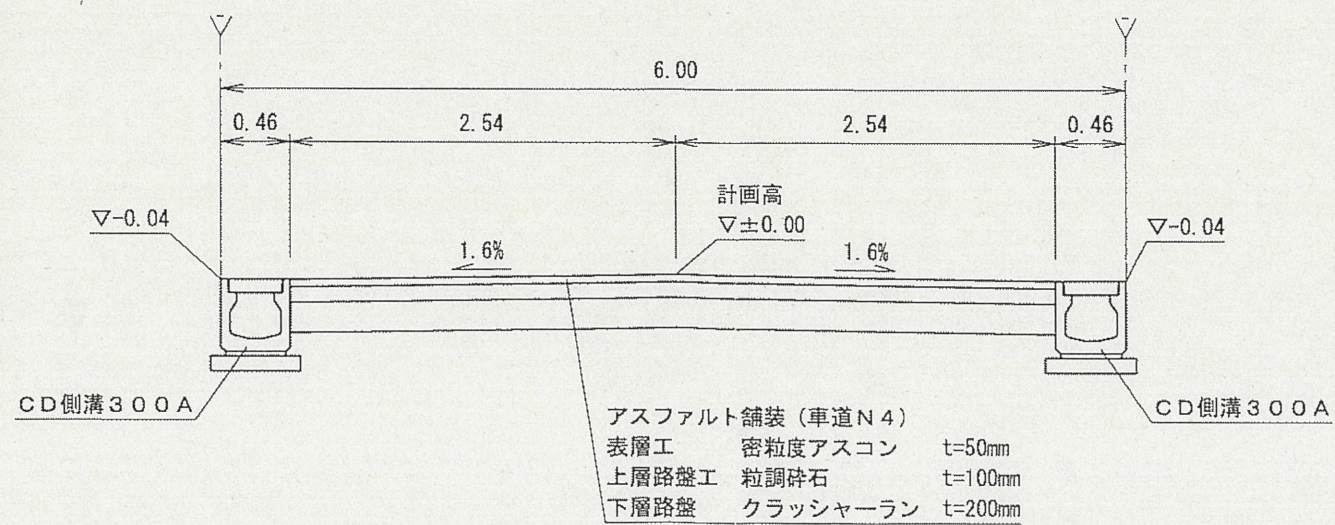 6.00
0.46 2.54 2.54 0.46
計画高
▽-0.04 ▽±0.00 ▽-0.04
1.6% 1.6%
CD側溝300A CD側溝300A
アスファルト舗装(車道N4)
表層工 密粒度アスコン t=50mm
上層路盤工 粒調砕石 t=100mm
下層路盤 クラッシャーラン t=200mm